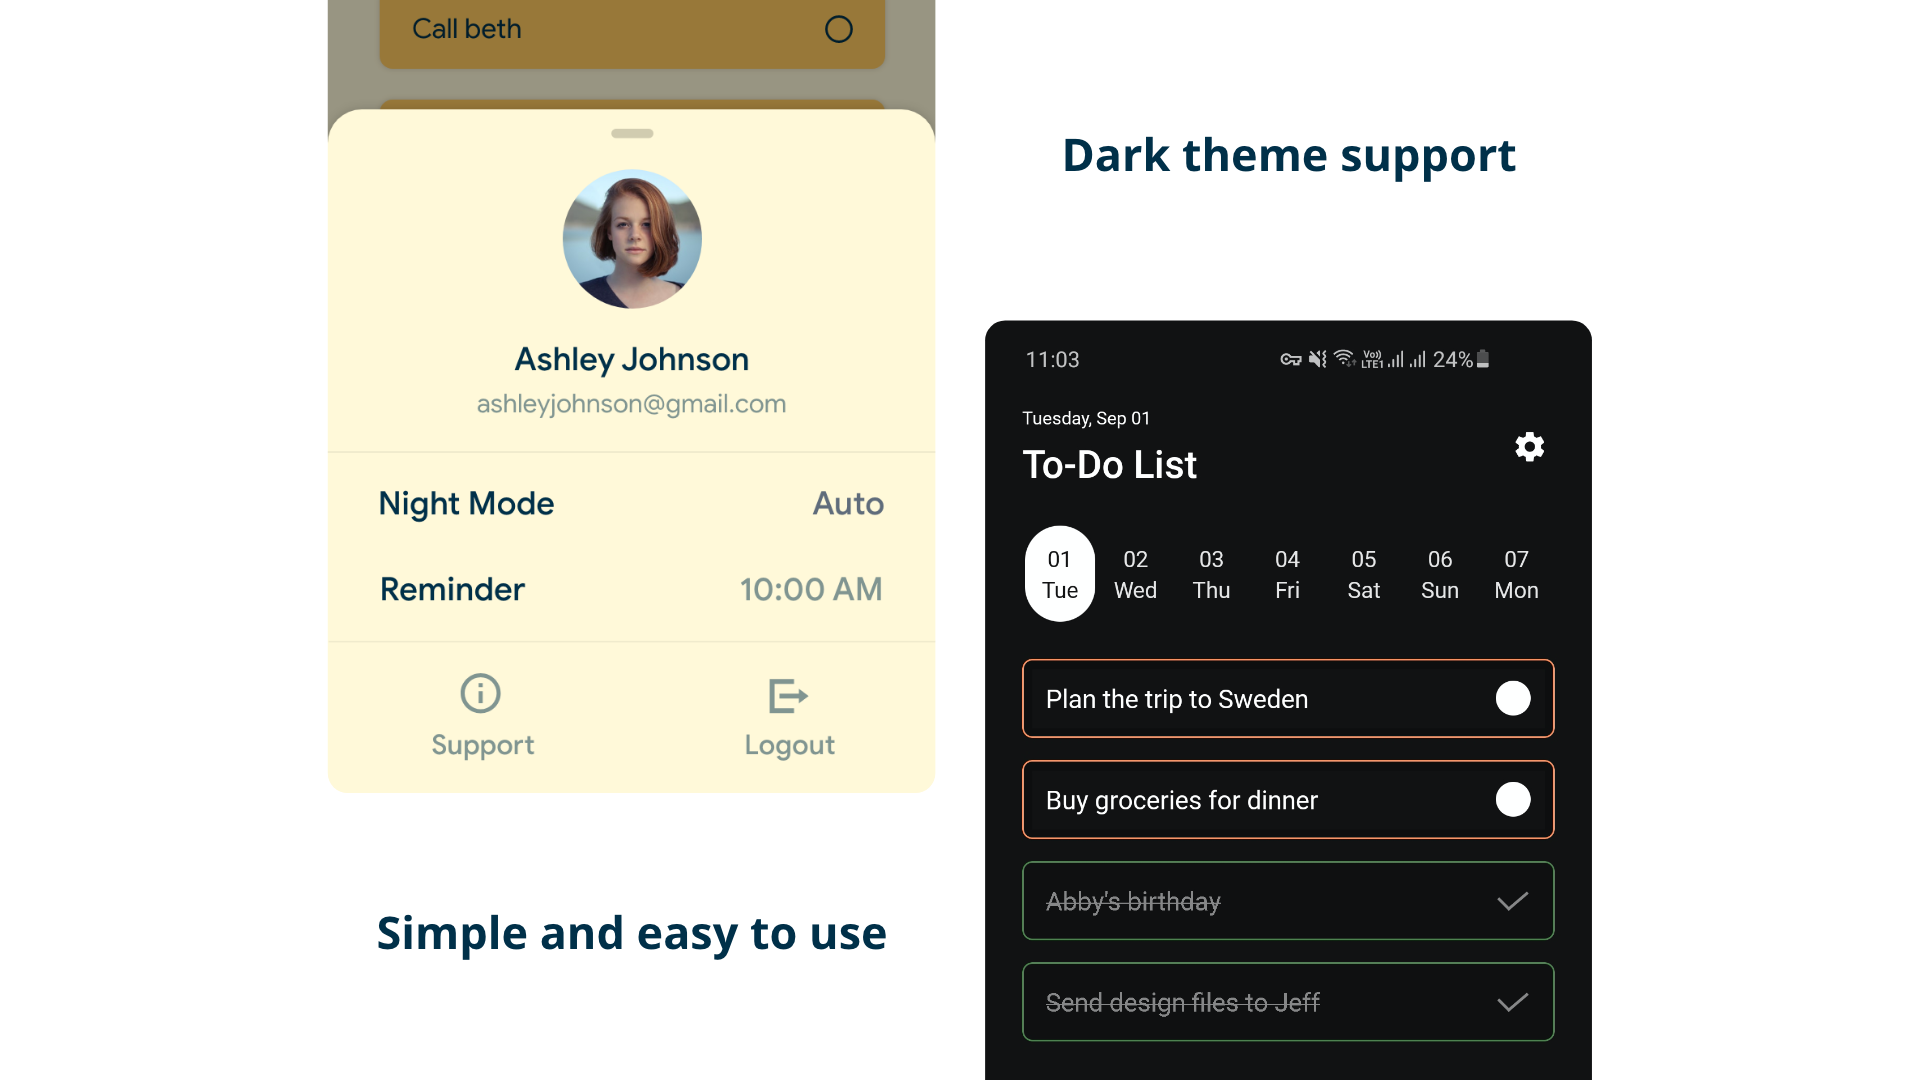 Call beth
Ashley Johnson
ashleyjohnson@gmail.com
Night Mode Auto
Reminder 10:00 AM
Support Logout
Simple and easy to use
Dark theme support
11:03 Vo)) LTE1 24%
Tuesday, Sep 01
To-Do List
01 02 03 04 05 06 07
Tue Wed Thu Fri Sat Sun Mon
Plan the trip to Sweden
Buy groceries for dinner
Abby's birthday
Send design files to Jeff